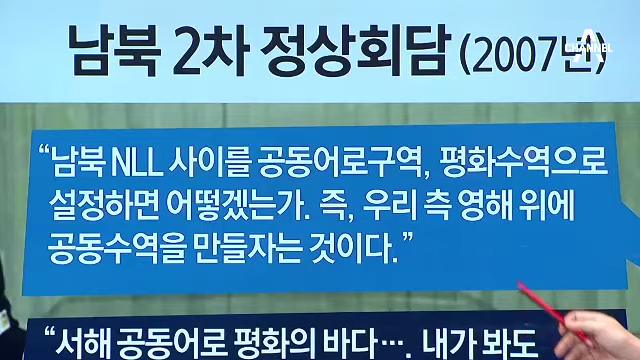 남북 2차 정상회담 (2007년)
CHANNEL A
“남북 NLL 사이를 공동어로구역, 평화수역으로
설정하면 어떻겠는가. 즉, 우리 측 영해 위에
공동수역을 만들자는 것이다.”
“서해 공동어로 평화의 바다…. 내가 봐도